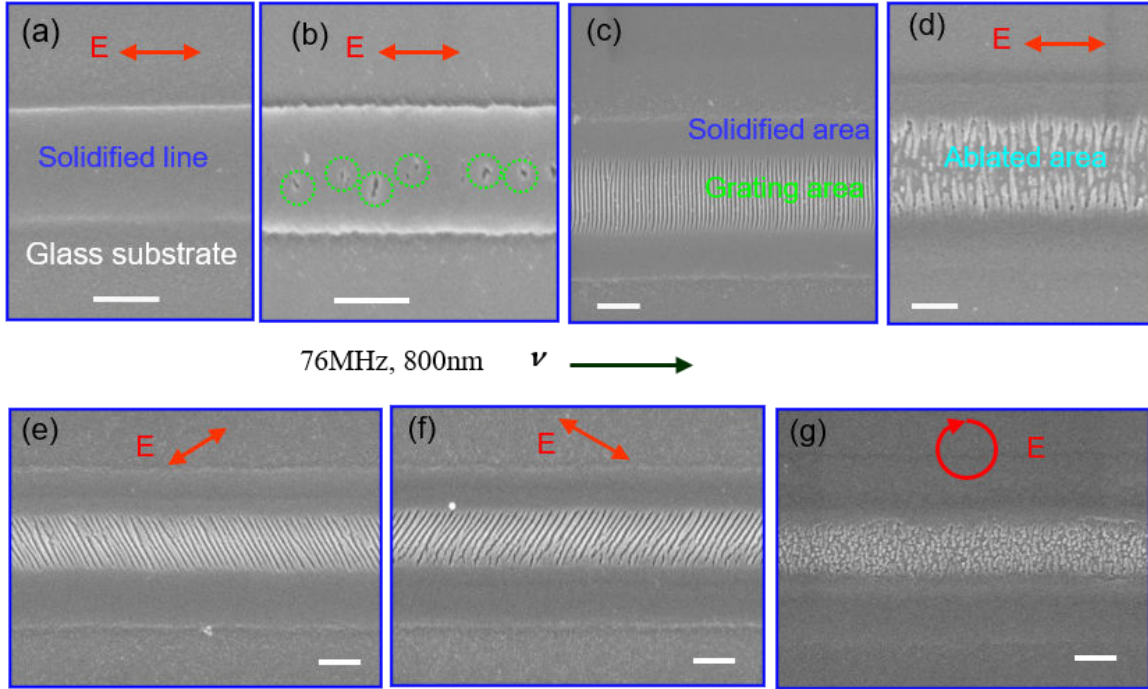 (a)
E
Solidified line
Glass substrate
(b)
E
(c)
Solidified area
Grating area
(d)
E
Ablated area
76MHz, 800nm ν
(e)
E
(f)
E
(g)
E